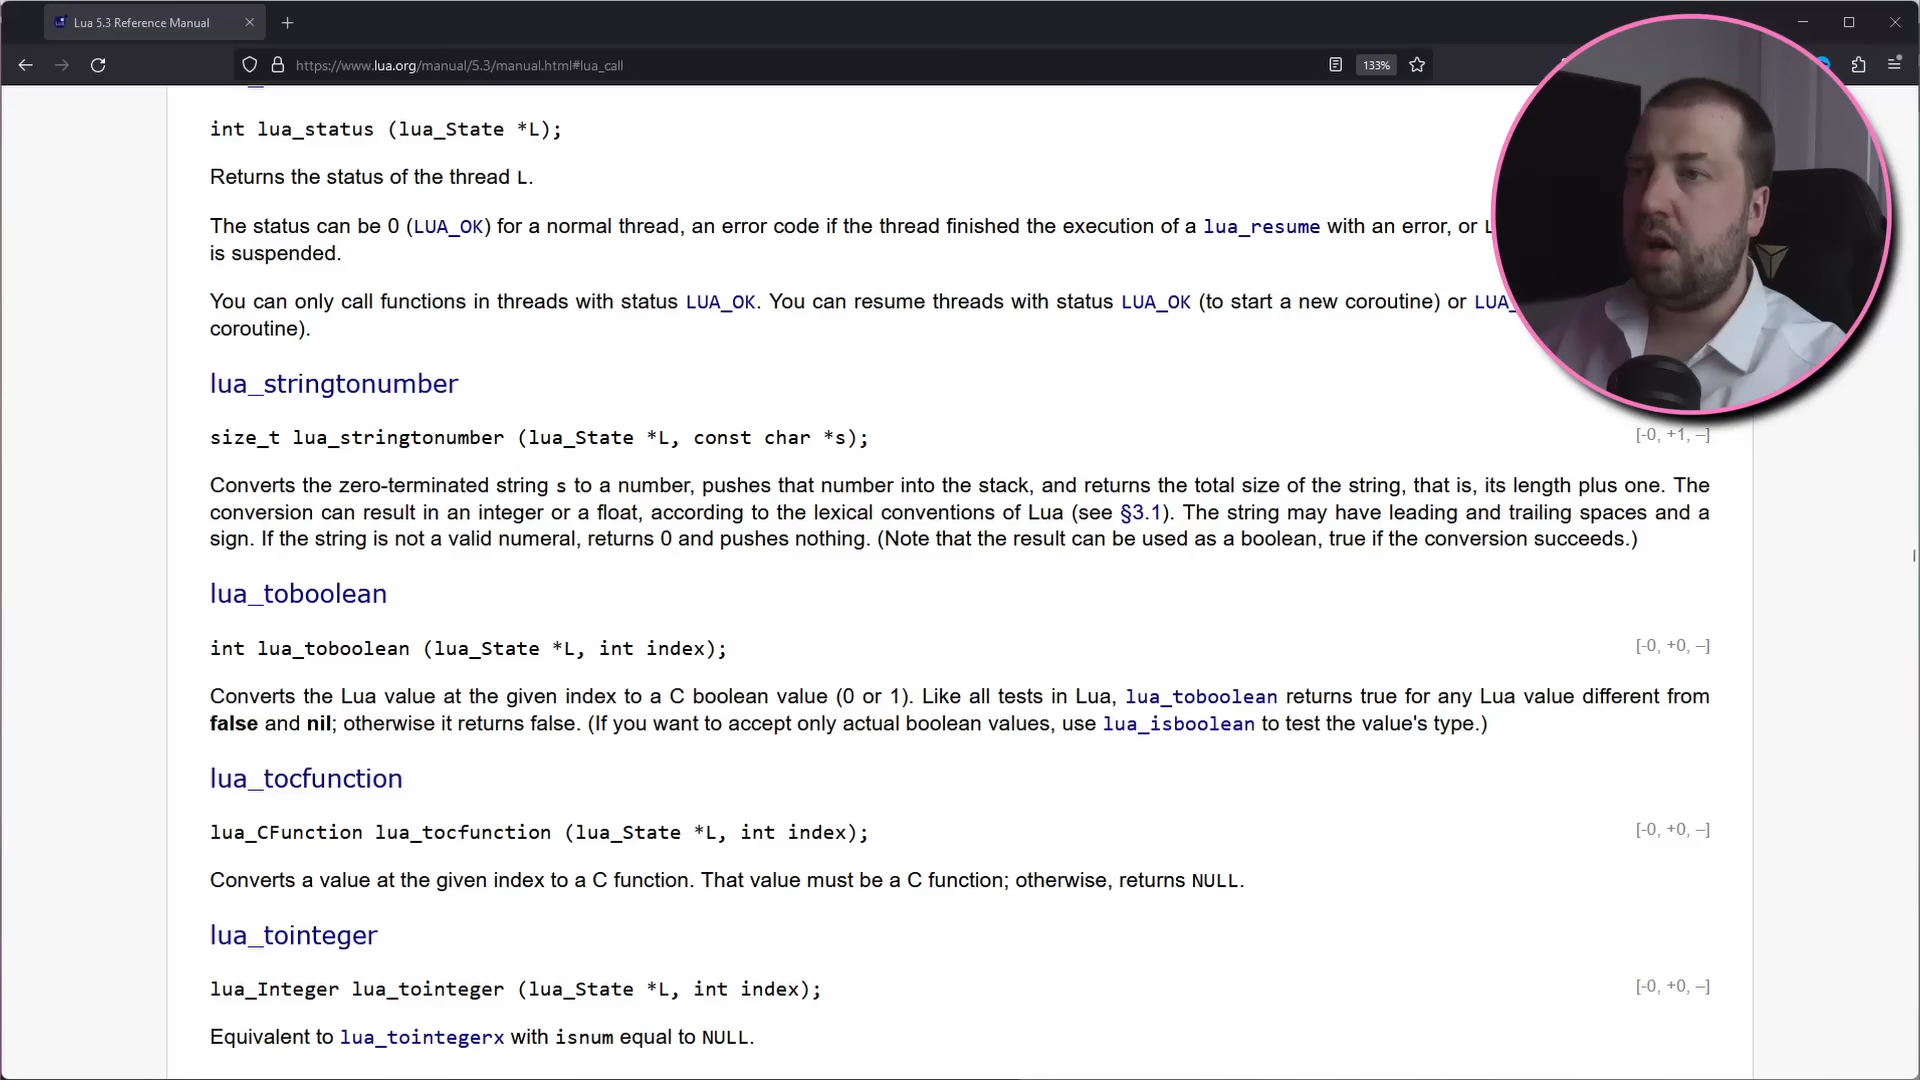 Lua 5.3 Reference Manual
https://www.lua.org/manual/5.3/manual.html#lua_call
133%
int lua_status (lua_State *L);
Returns the status of the thread L.
The status can be 0 (LUA_OK) for a normal thread, an error code if the thread finished the execution of a lua_resume with an error, or
is suspended.
You can only call functions in threads with status LUA_OK. You can resume threads with status LUA_OK (to start a new coroutine) or LUA_
coroutine).
lua_stringtonumber
size_t lua_stringtonumber (lua_State *L, const char *s);
[-0, +1, –]
Converts the zero-terminated string s to a number, pushes that number into the stack, and returns the total size of the string, that is, its length plus one. The
conversion can result in an integer or a float, according to the lexical conventions of Lua (see §3.1). The string may have leading and trailing spaces and a
sign. If the string is not a valid numeral, returns 0 and pushes nothing. (Note that the result can be used as a boolean, true if the conversion succeeds.)
lua_toboolean
int lua_toboolean (lua_State *L, int index);
[-0, +0, –]
Converts the Lua value at the given index to a C boolean value (0 or 1). Like all tests in Lua, lua_toboolean returns true for any Lua value different from
false and nil; otherwise it returns false. (If you want to accept only actual boolean values, use lua_isboolean to test the value's type.)
lua_tocfunction
lua_CFunction lua_tocfunction (lua_State *L, int index);
[-0, +0, –]
Converts a value at the given index to a C function. That value must be a C function; otherwise, returns NULL.
lua_tointeger
lua_Integer lua_tointeger (lua_State *L, int index);
[-0, +0, –]
Equivalent to lua_tointegerx with isnum equal to NULL.